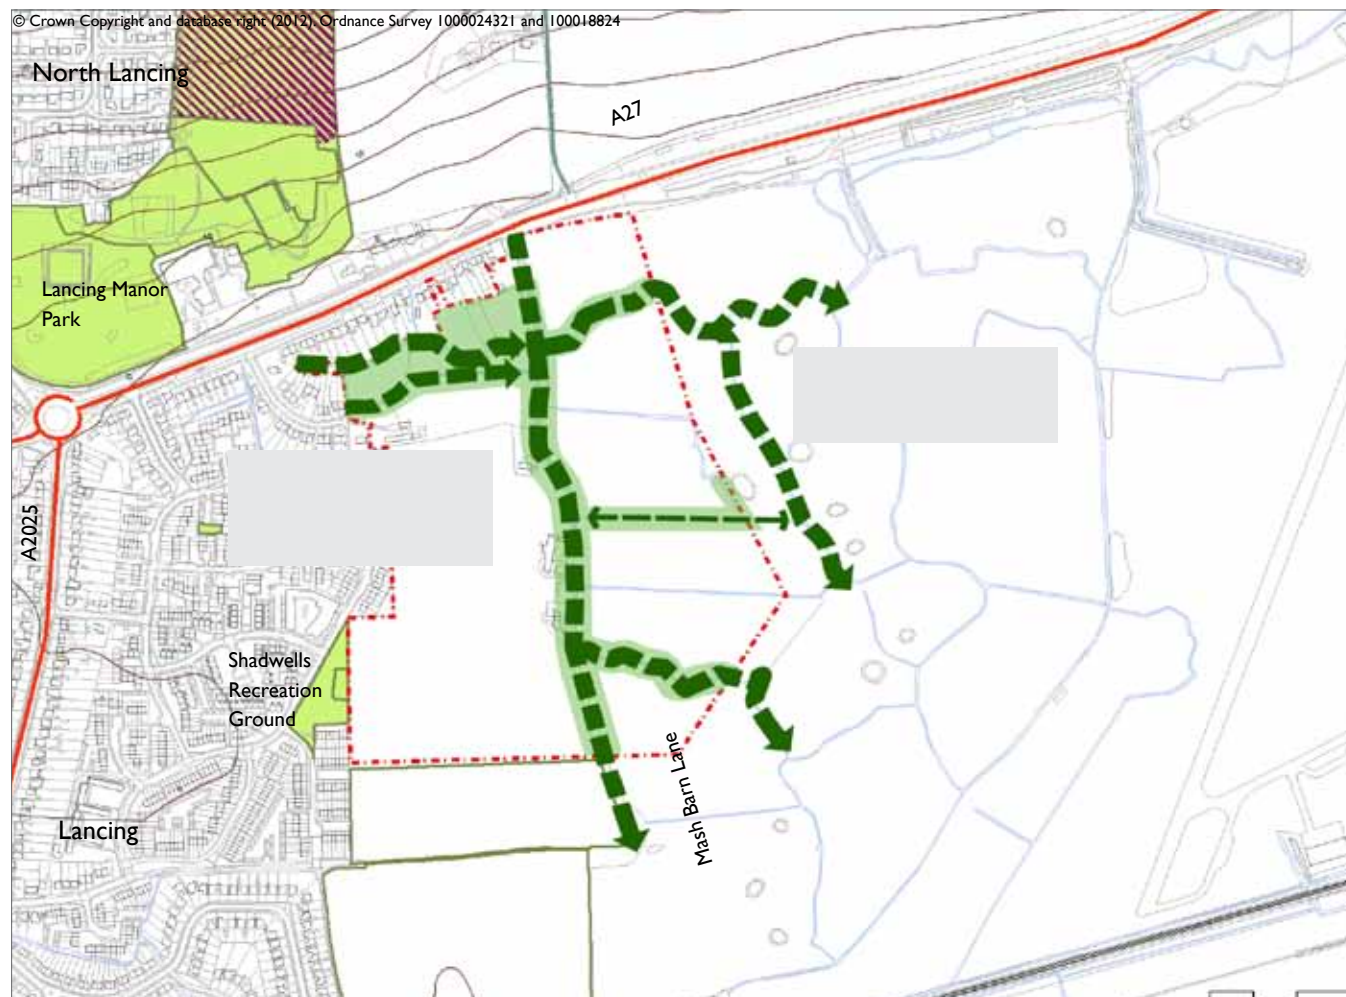 © Crown Copyright and database right (2012). Ordnance Survey 1000024321 and 100018824
North Lancing
A27
Lancing Manor
Park
A2025
Shadwells
Recreation
Ground
Mash Barn Lane
Lancing